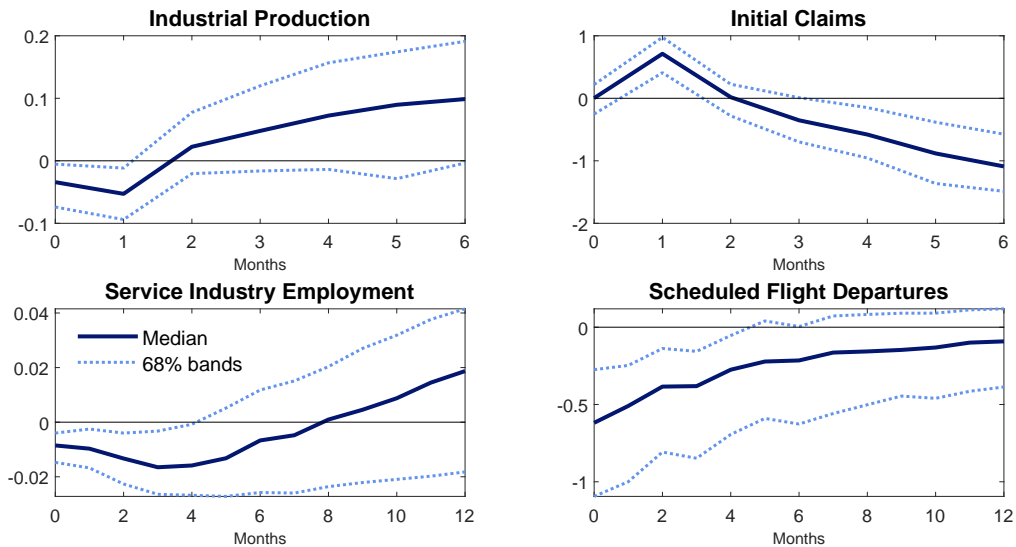 Industrial Production
0.2
0.1
0
-0.1
0 1 2 3 4 5 6
Months
Initial Claims
1
0
-1
-2
0 1 2 3 4 5 6
Months
Service Industry Employment
0.04
0.02
0
-0.02
Median
68% bands
0 2 4 6 8 10 12
Months
Scheduled Flight Departures
0
-0.5
-1
0 2 4 6 8 10 12
Months